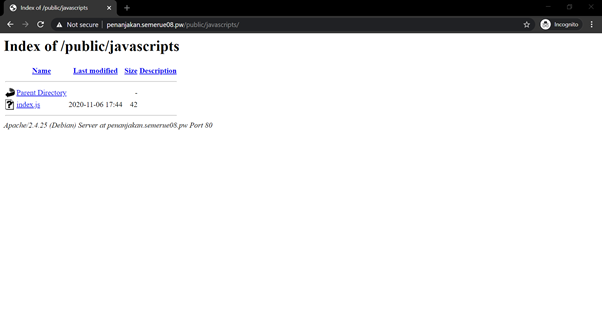 Index of /public/javascripts
Not secure | penanjakan.semerue08.pw/public/javascripts/
Incognito
Index of /public/javascripts
Name Last modified Size Description
Parent Directory -
index.js 2020-11-06 17:44 42
Apache/2.4.25 (Debian) Server at penanjakan.semerue08.pw Port 80